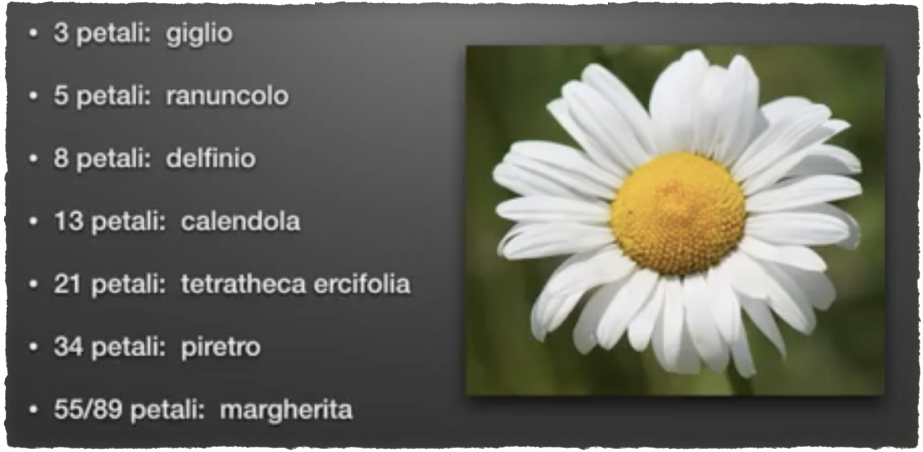 • 3 petali: giglio
• 5 petali: ranuncolo
• 8 petali: delfinio
• 13 petali: calendola
• 21 petali: tetratheca ercifolia
• 34 petali: piretro
• 55/89 petali: margherita